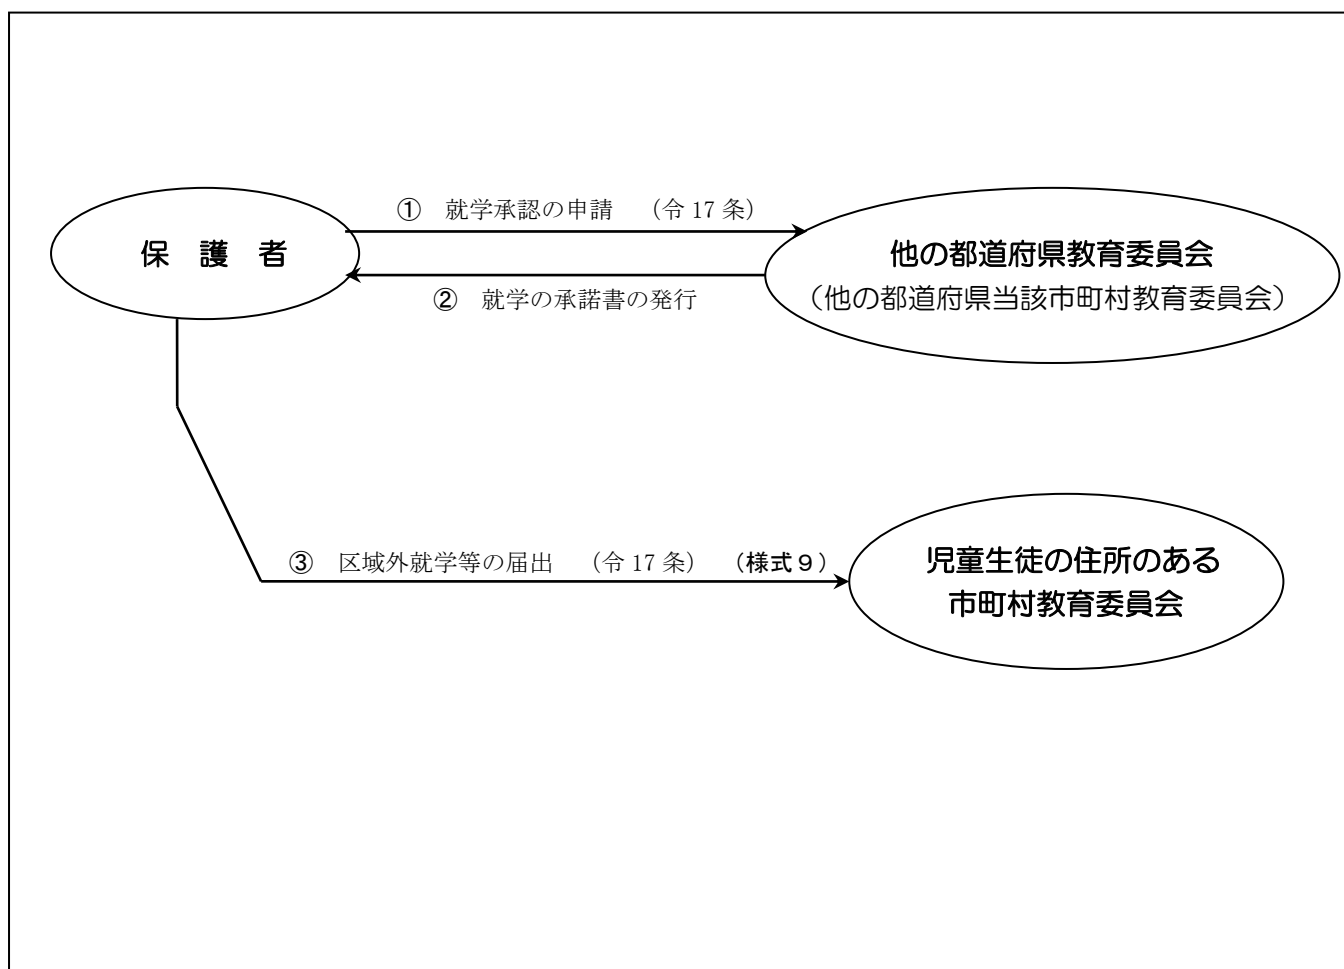 ① 就学承認の申請 （令 17 条）
保 護 者
他の都道府県教育委員会
（他の都道府県当該市町村教育委員会）
② 就学の承諾書の発行
③ 区域外就学等の届出 （令 17 条） （様式９）
児童生徒の住所のある
市町村教育委員会